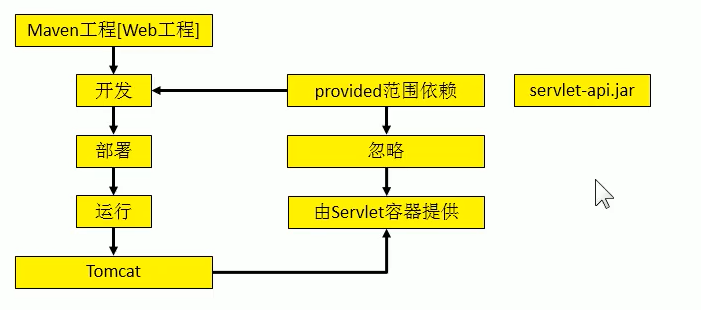 Maven工程[Web工程]
开发
provided范围依赖
servlet-api.jar
部署
忽略
运行
由Servlet容器提供
Tomcat